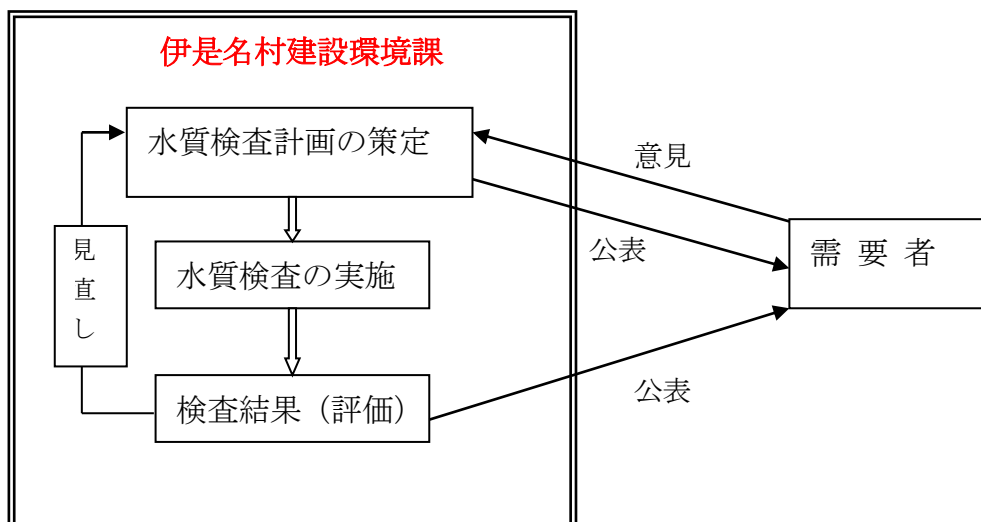 伊是名村建設環境課
水質検査計画の策定
意見
公表
需 要 者
見直し
水質検査の実施
検査結果（評価）
公表